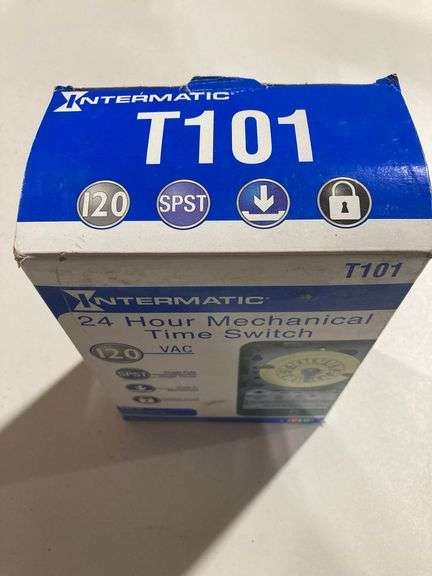 INTERMATIC
T101
120
SPST
T101
INTERMATIC
24 Hour Mechanical
Time Switch
120 VAC
SPST